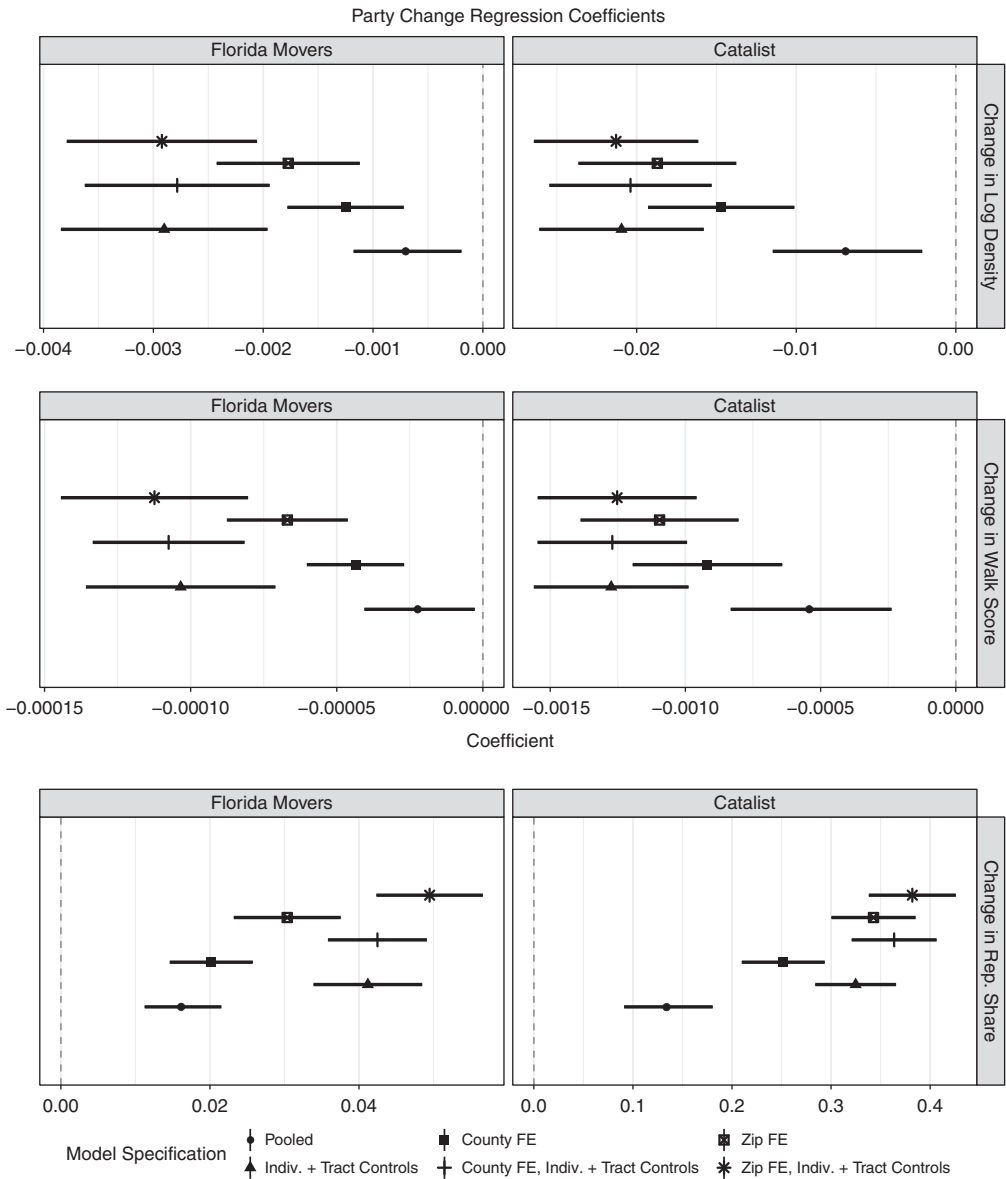 Party Change Regression Coefficients
Florida Movers
Catalist
Change in Log Density
−0.004 −0.003 −0.002 −0.001 0.000
−0.02 −0.01 0.00
Florida Movers
Catalist
Change in Walk Score
−0.00015 −0.00010 −0.00005 0.00000
−0.0015 −0.0010 −0.0005 0.0000
Coefficient
Florida Movers
Catalist
Change in Rep. Share
0.00 0.02 0.04
0.0 0.1 0.2 0.3 0.4
Model Specification
Pooled
County FE
Zip FE
Indiv. + Tract Controls
County FE, Indiv. + Tract Controls
Zip FE, Indiv. + Tract Controls